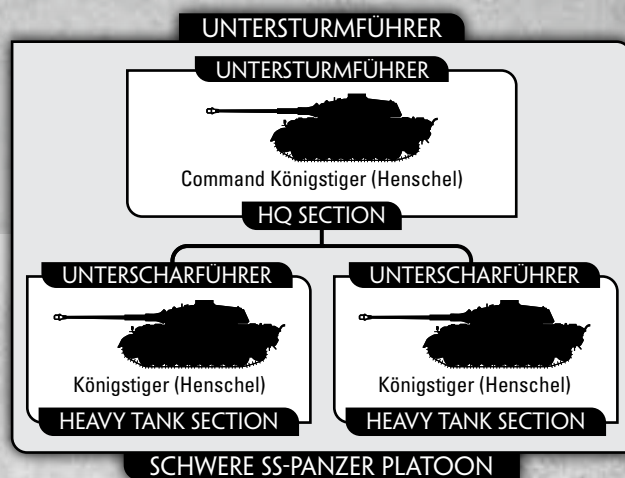 UNTERSTURMFÜHRER
UNTERSTURMFÜHRER
Command Königstiger (Henschel)
HQ SECTION
UNTERSCHARFÜHRER
Königstiger (Henschel)
HEAVY TANK SECTION
UNTERSCHARFÜHRER
Königstiger (Henschel)
HEAVY TANK SECTION
SCHWERE SS-PANZER PLATOON